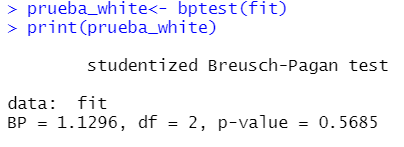 > prueba_white<- bptest(fit)
> print(prueba_white)
studentized Breusch-Pagan test
data:  fit
BP = 1.1296, df = 2, p-value = 0.5685